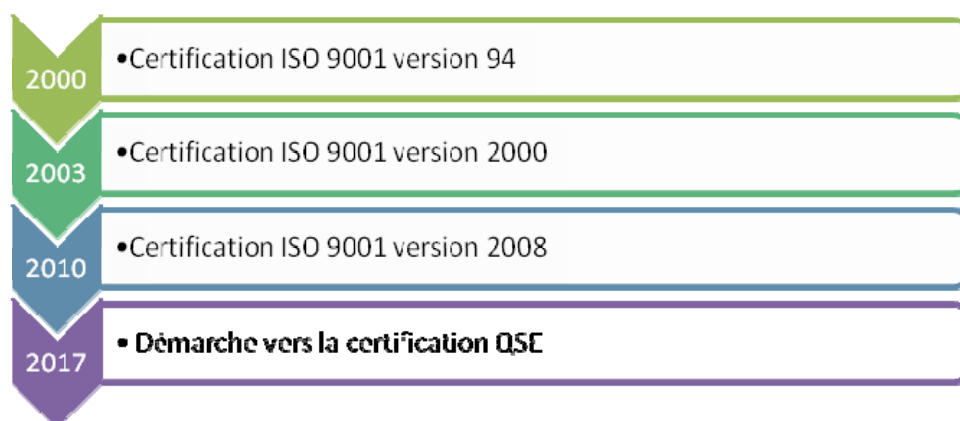 2000
•Certification ISO 9001 version 94
2003
•Certification ISO 9001 version 2000
2010
•Certification ISO 9001 version 2008
2017
• Démarche vers la certification QSE